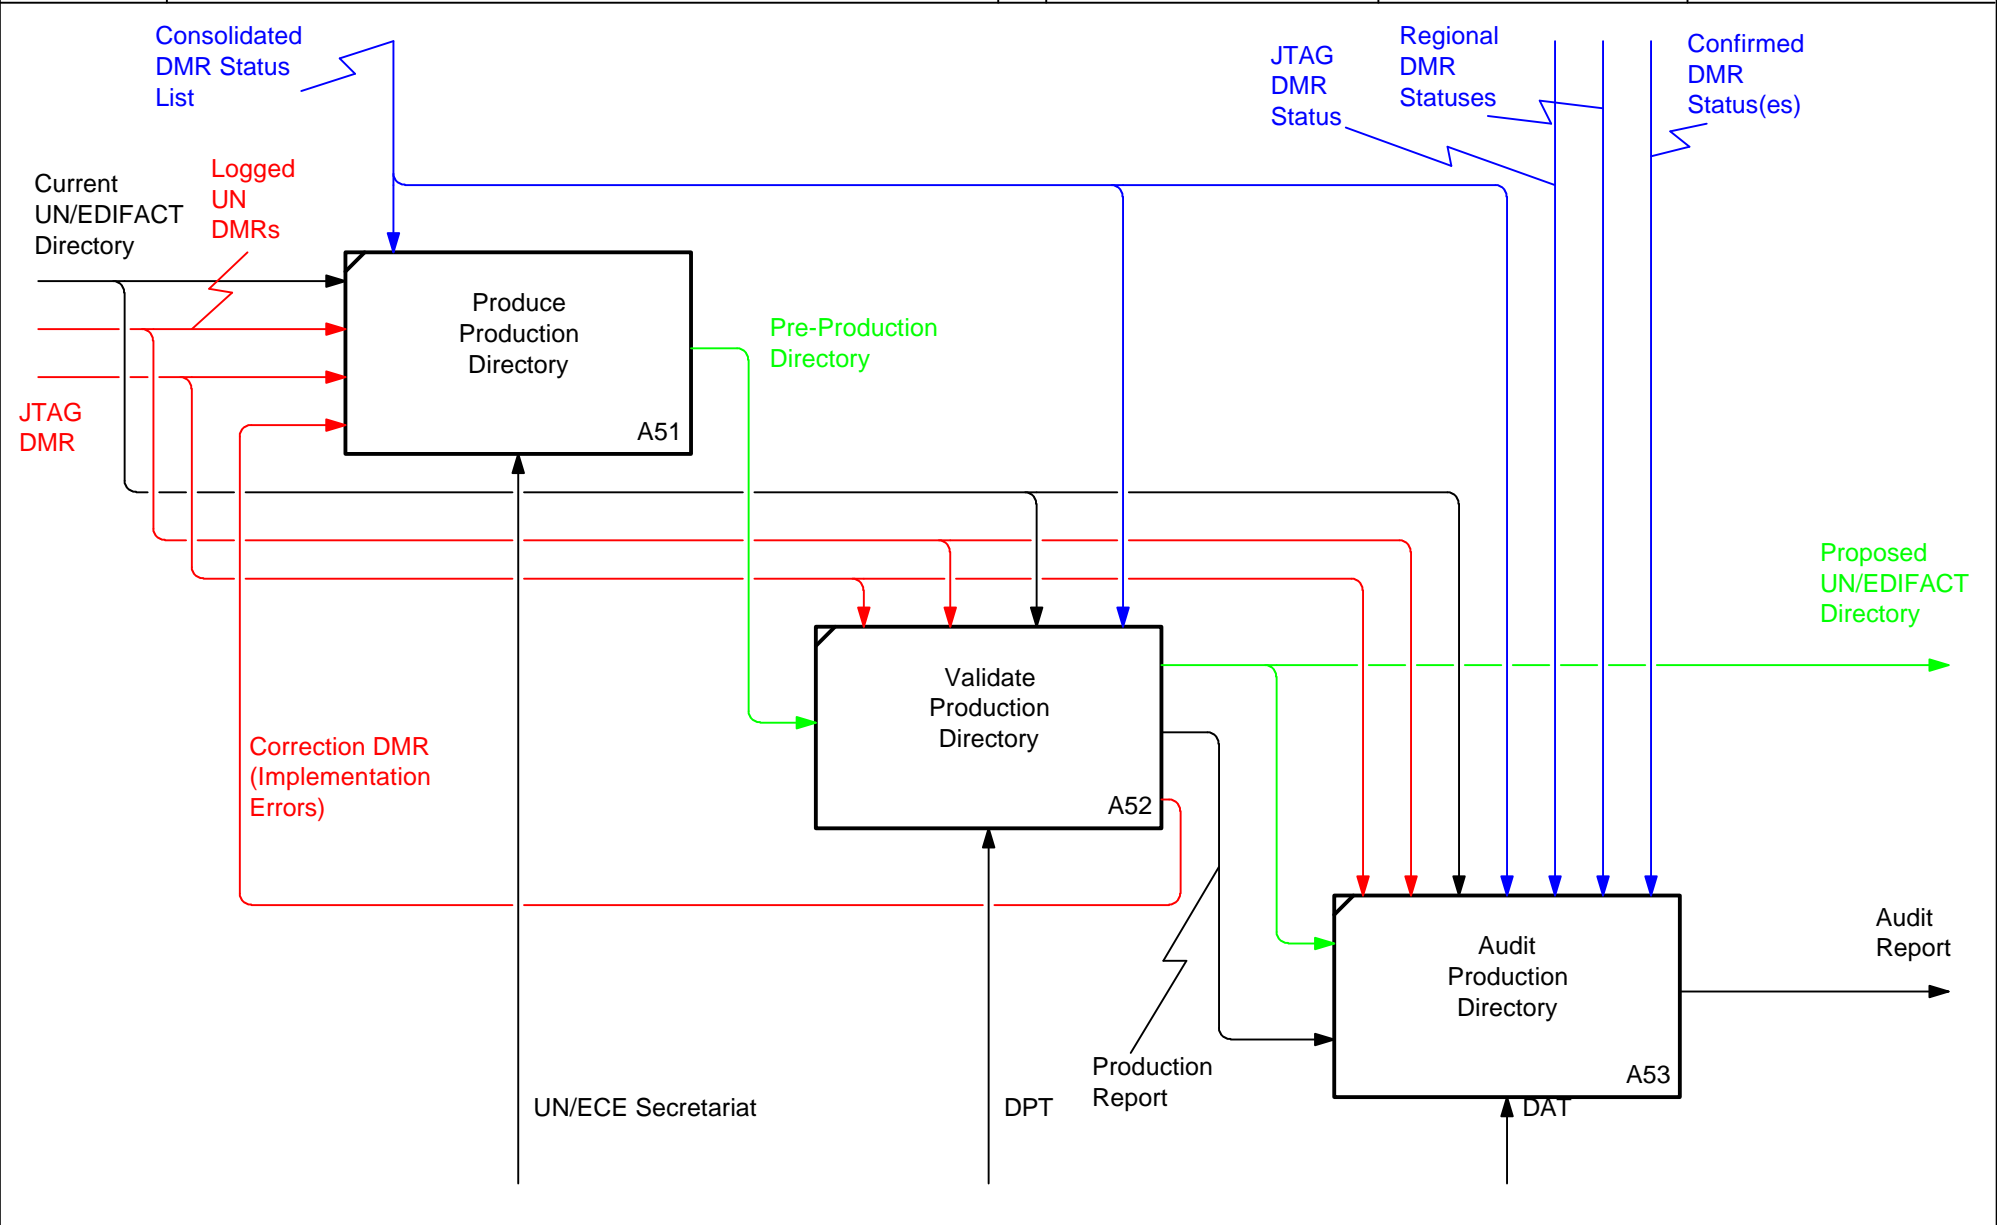 Consolidated
DMR Status
List
JTAG
DMR
Status
Regional
DMR
Statuses
Confirmed
DMR
Status(es)
Current
UN/EDIFACT
Directory
Logged
UN
DMRs
Produce
Production
Directory
A51
Pre-Production
Directory
JTAG
DMR
Proposed
UN/EDIFACT
Directory
Validate
Production
Directory
A52
Correction DMR
(Implementation
Errors)
Audit
Production
Directory
A53
Audit
Report
Production
Report
UN/ECE Secretariat
DPT
DAT